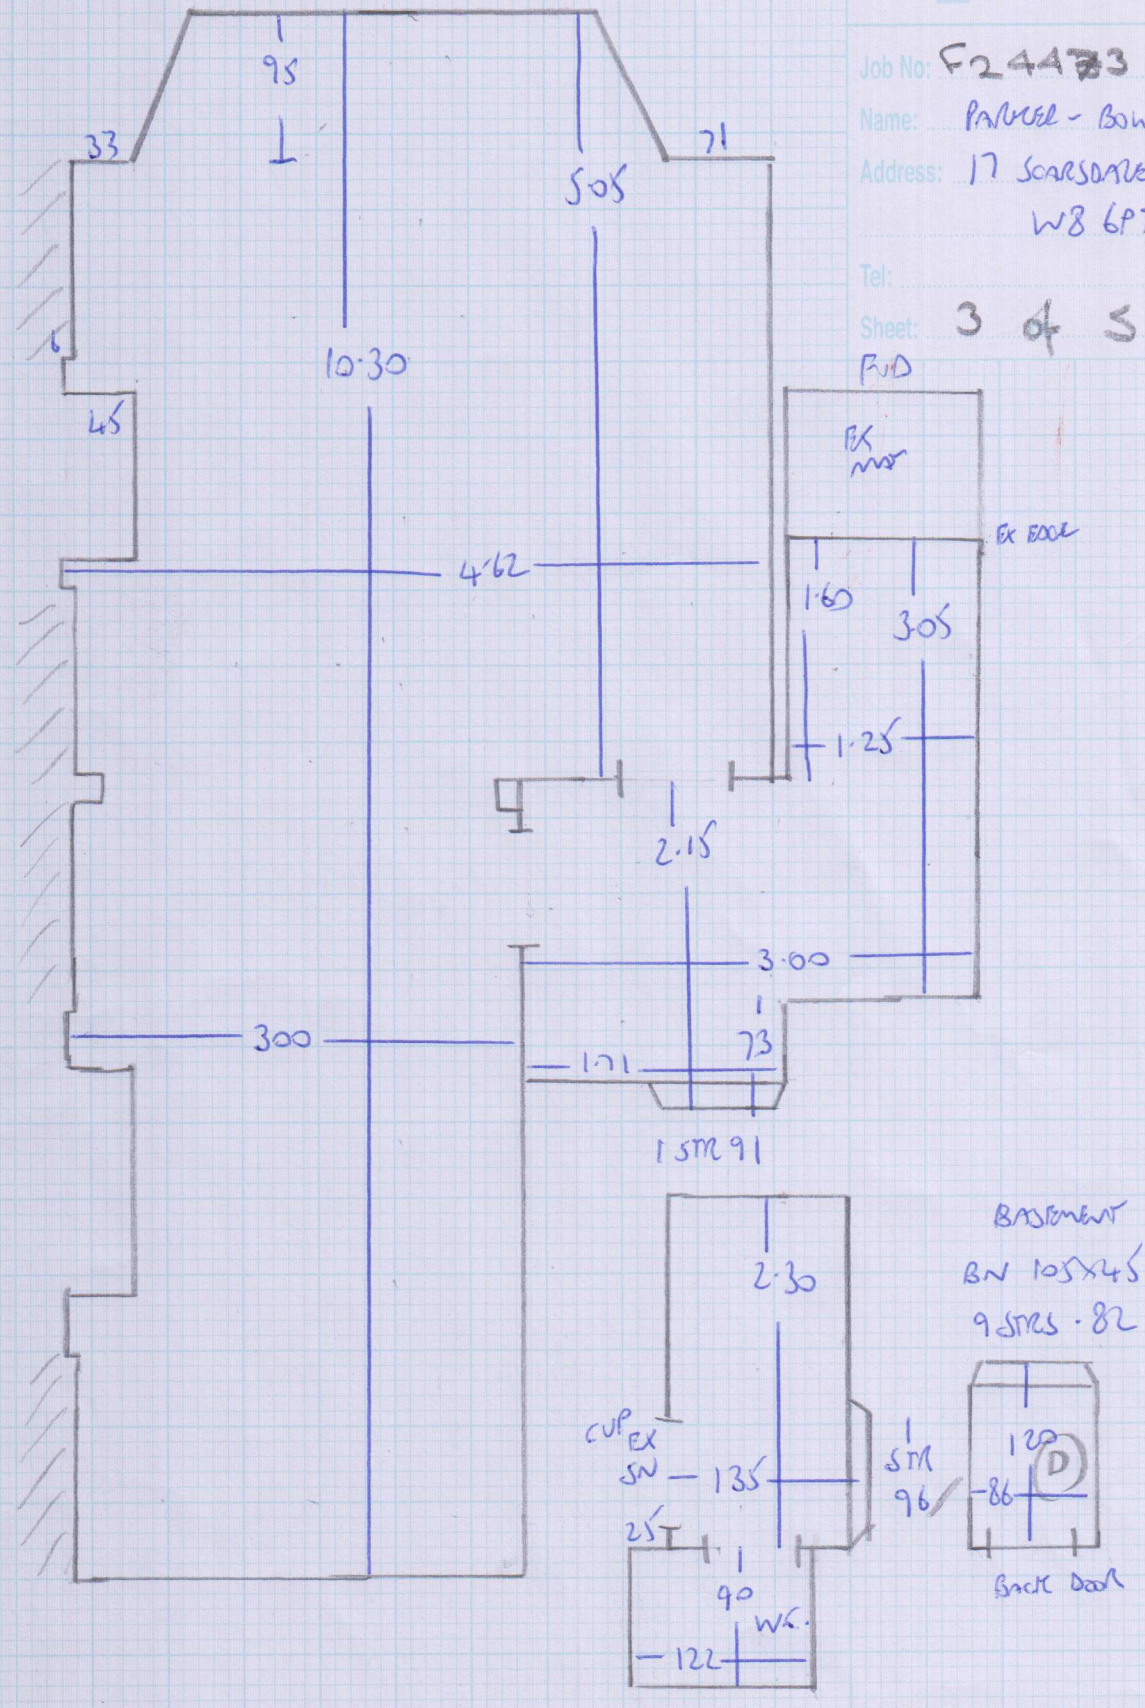 Job No: F24473
Name: PARKER - BOW
Address: 17 SCARSDALE
W8 6P
Tel:
Sheet: 3 of 5
95
33
71
5.05
6
10.30
45
FVD
EX
MAT
EX EDGE
4.62
1.60
3.05
1.25
2.15
3.00
300
73
1.71
1 STR 91
BASEMENT
BN 105X45
9 STRS .82
2.30
CUP EX
SN
135
1
STR
96
120
D
86
25
90
W.C.
BACK DOOR
122